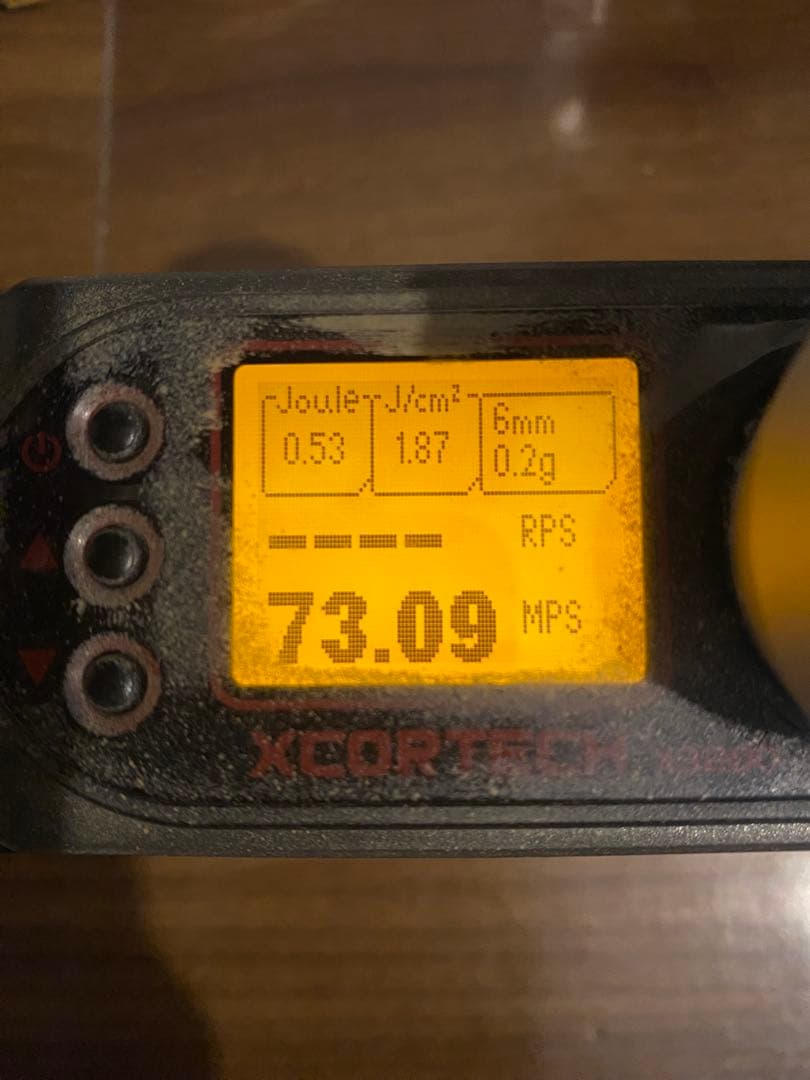 Joule J/cm² 6mm
0.53 1.87 0.2g
---- RPS
73.09 MPS
XCORTECH